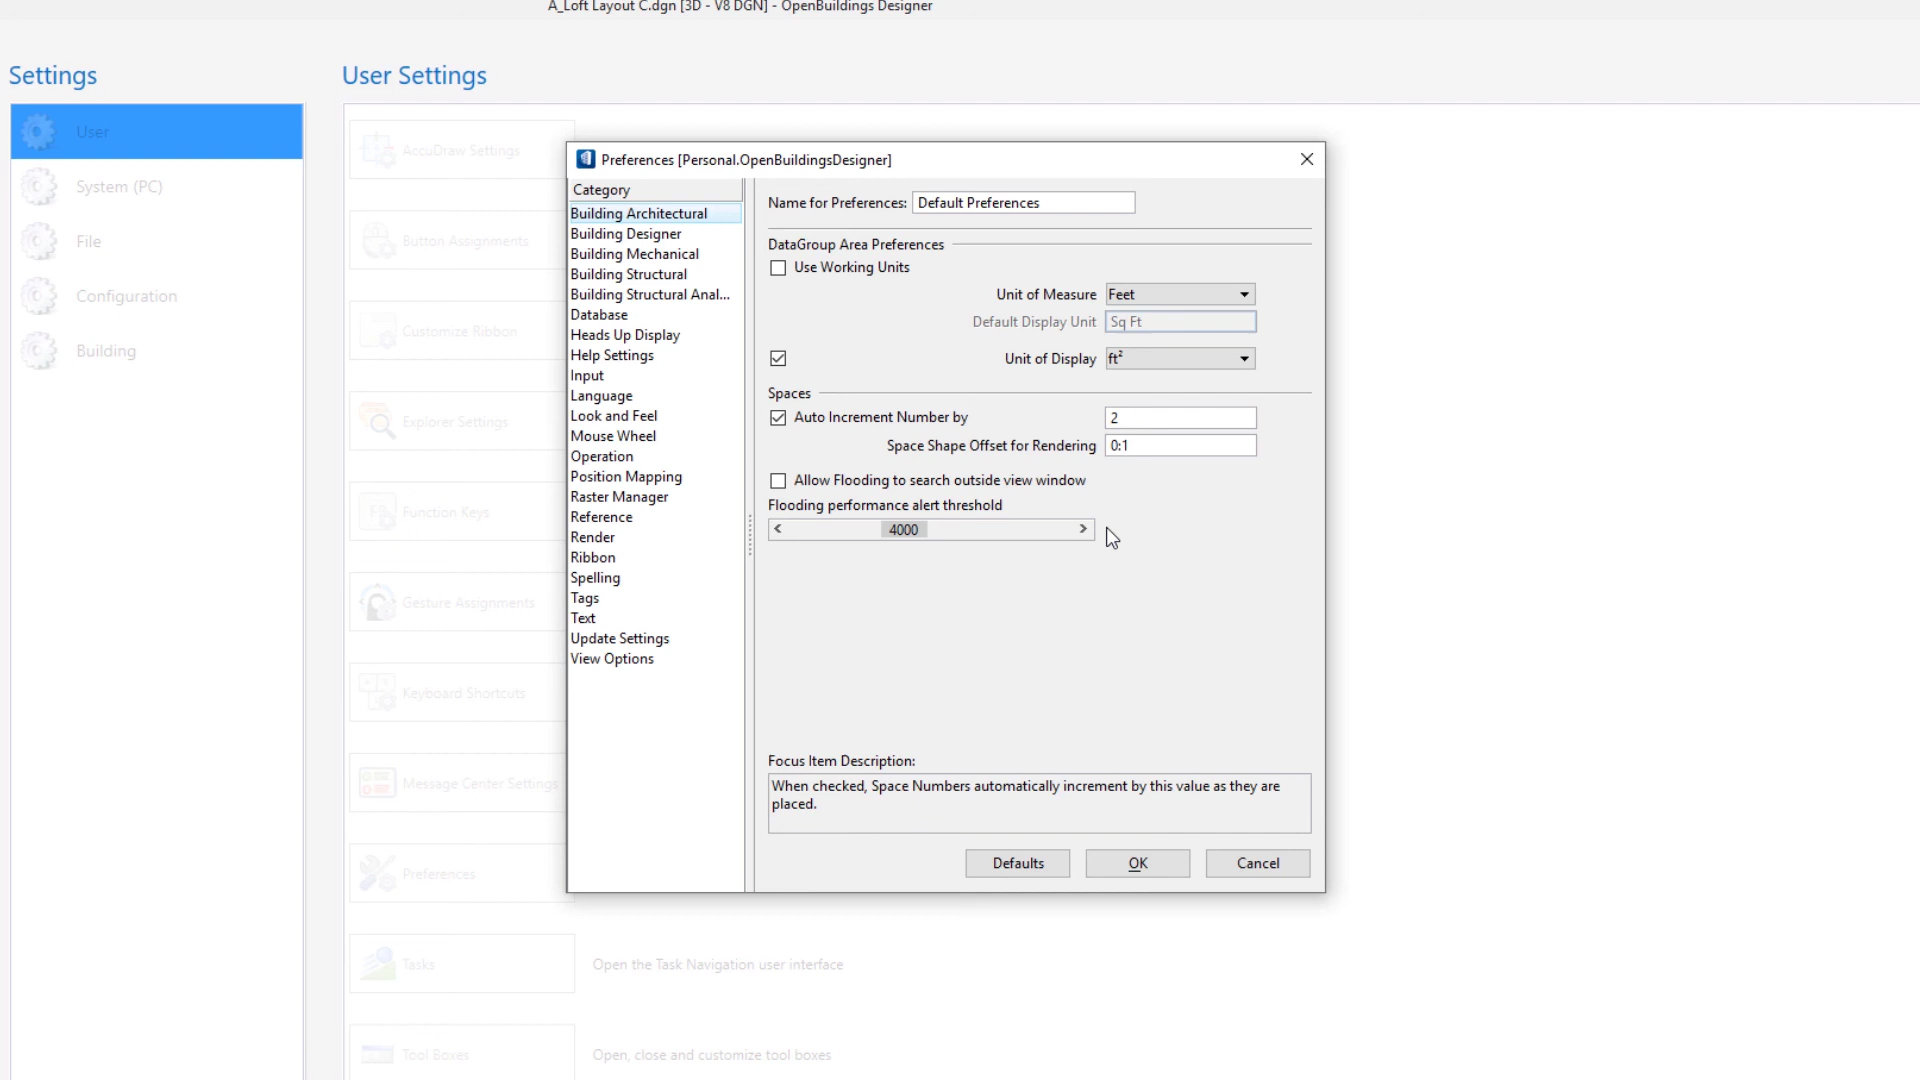 A_Loft Layout C.dgn [3D - V8 DGN] - OpenBuildings Designer
Settings
User
System (PC)
File
Configuration
Building
User Settings
AccuDraw Settings
Button Assignments
Customize Ribbon
Explorer Settings
Function Keys
Gesture Assignments
Keyboard Shortcuts
Message Center Settings
Preferences
Tasks
Open the Task Navigation user interface
Tool Boxes
Open, close and customize tool boxes
Preferences [Personal.OpenBuildingsDesigner]
Category
Building Architectural
Building Designer
Building Mechanical
Building Structural
Building Structural Anal...
Database
Heads Up Display
Help Settings
Input
Language
Look and Feel
Mouse Wheel
Operation
Position Mapping
Raster Manager
Reference
Render
Ribbon
Spelling
Tags
Text
Update Settings
View Options
Name for Preferences: Default Preferences
DataGroup Area Preferences
Use Working Units
Unit of Measure Feet
Default Display Unit Sq Ft
Unit of Display ft²
Spaces
Auto Increment Number by 2
Space Shape Offset for Rendering 0:1
Allow Flooding to search outside view window
Flooding performance alert threshold
4000
Focus Item Description:
When checked, Space Numbers automatically increment by this value as they are
placed.
Defaults OK Cancel